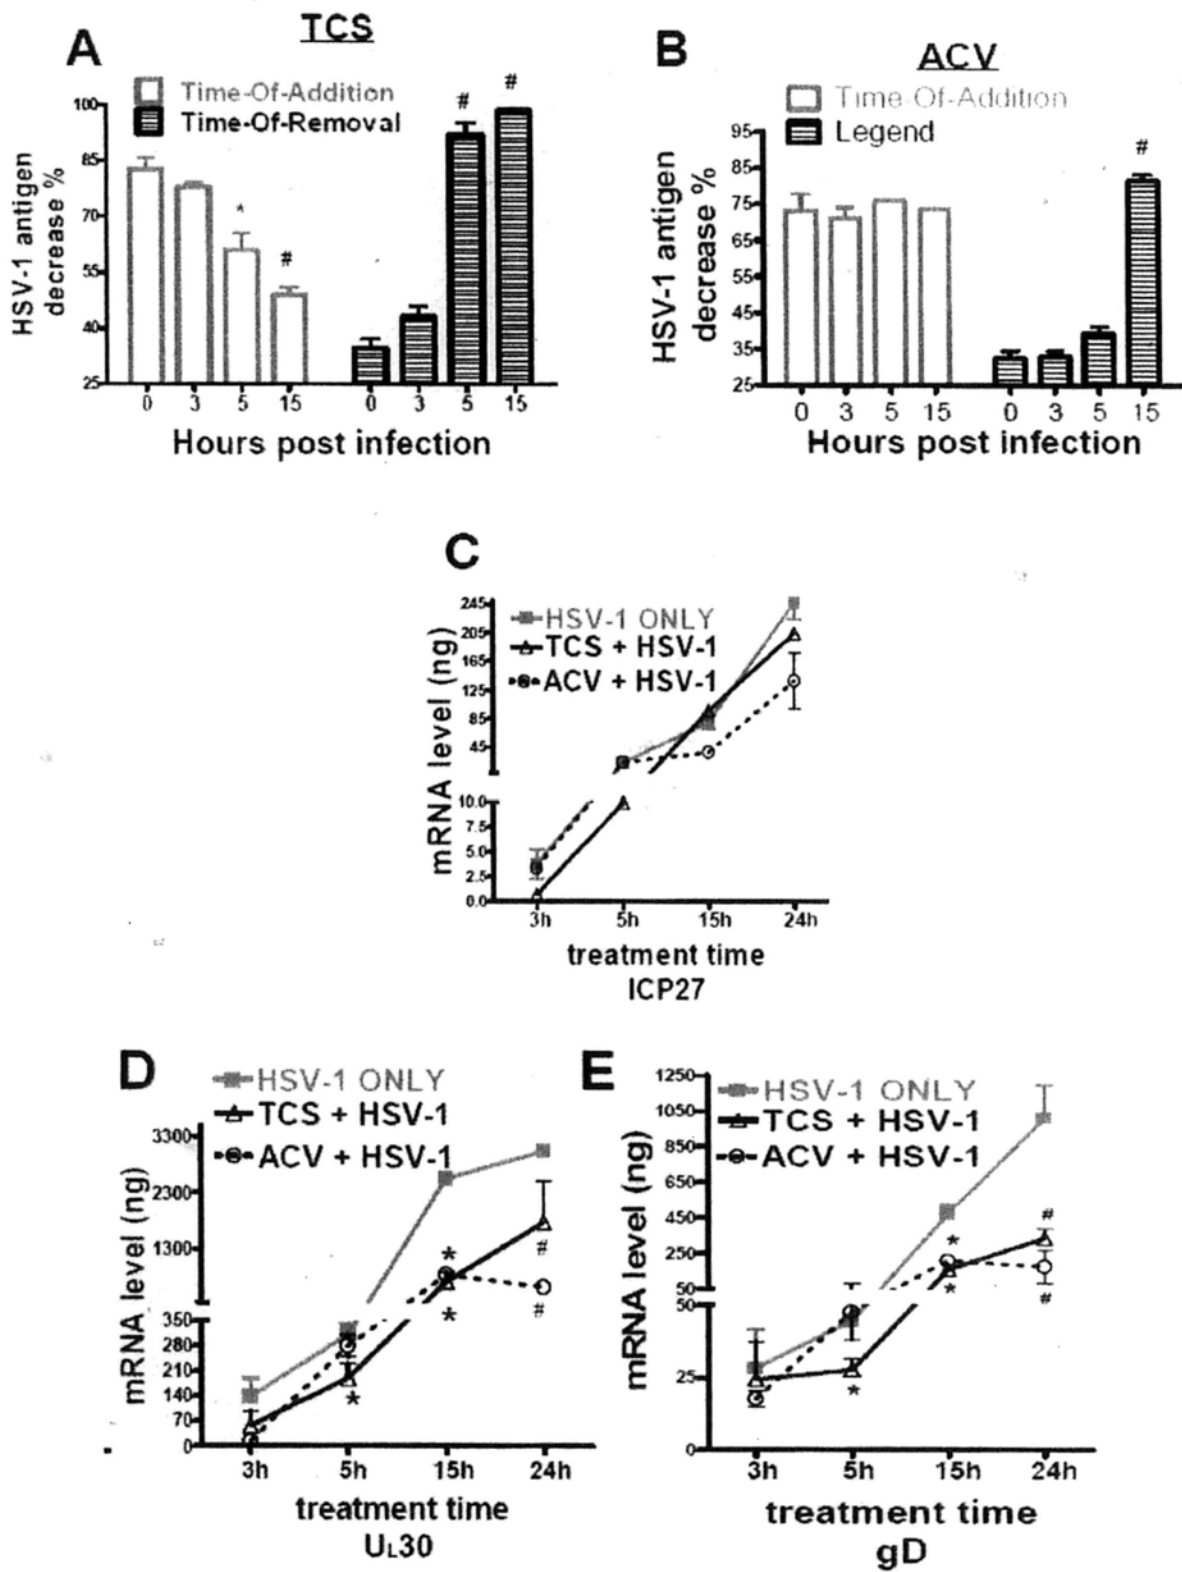 A
TCS
Time-Of-Addition
Time-Of-Removal
HSV-1 antigen
decrease %
100
85
70
55
40
25
#
#
*
#
0 3 5 15 0 3 5 15
Hours post infection
B
ACV
Time-Of-Addition
Legend
HSV-1 antigen
decrease %
95
85
75
65
55
45
35
25
#
0 3 5 15 0 3 5 15
Hours post infection
C
HSV-1 ONLY
TCS + HSV-1
ACV + HSV-1
mRNA level (ng)
245
205
165
125
85
45
10.0
7.5
5.0
2.5
0.0
3h 5h 15h 24h
treatment time
ICP27
D
HSV-1 ONLY
TCS + HSV-1
ACV + HSV-1
mRNA level (ng)
3300
2300
1300
350
280
210
140
70
0
*
#
*
#
*
3h 5h 15h 24h
treatment time
UL30
E
HSV-1 ONLY
TCS + HSV-1
ACV + HSV-1
mRNA level (ng)
1250
1050
850
650
450
250
50
50
25
0
#
*
*
#
*
3h 5h 15h 24h
treatment time
gD